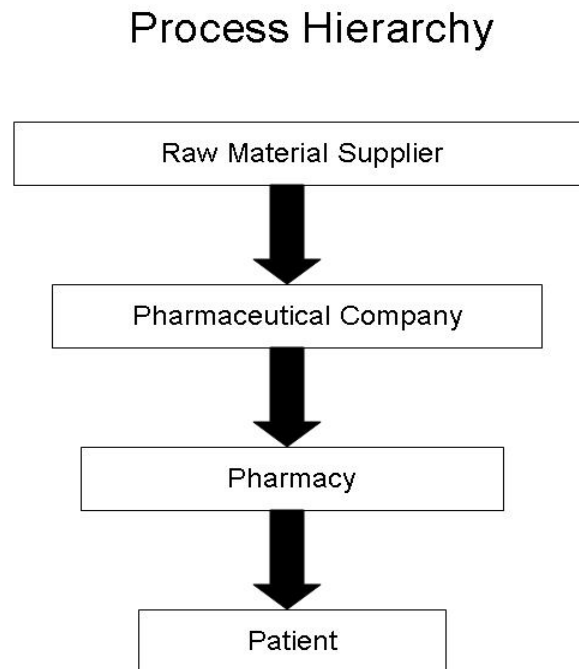 Process Hierarchy
Raw Material Supplier
Pharmaceutical Company
Pharmacy
Patient